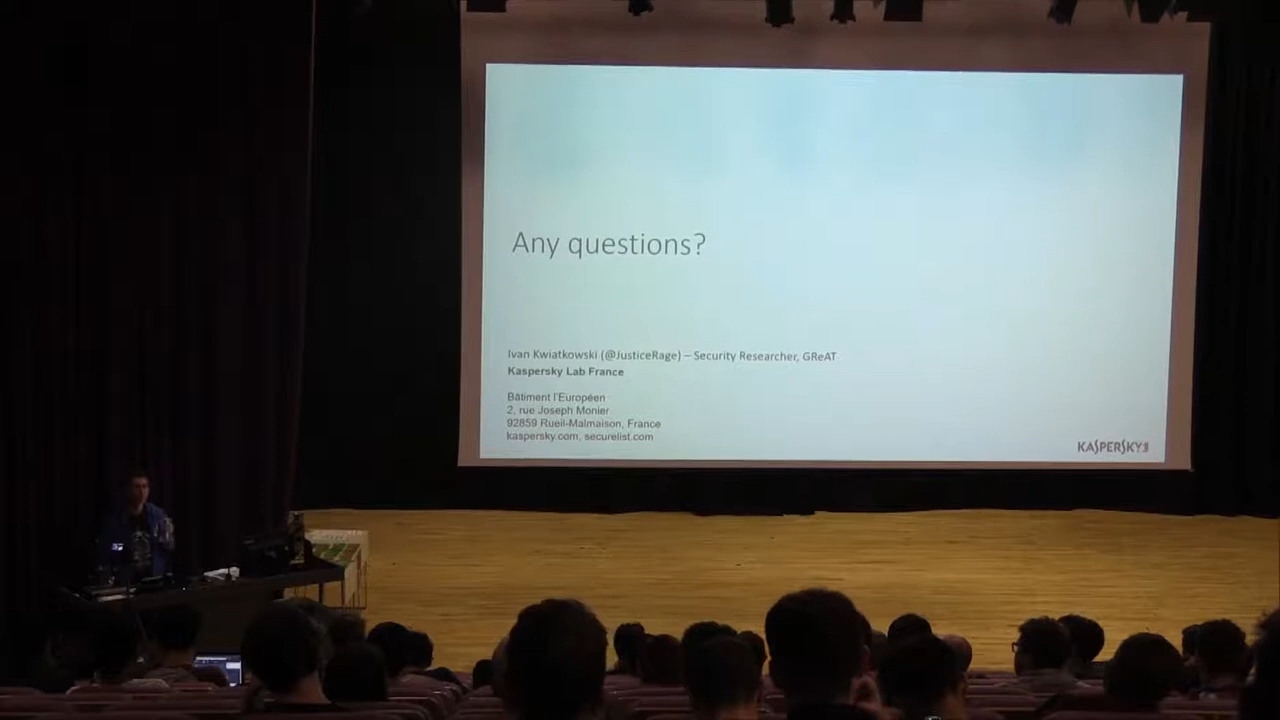 Any questions?
Ivan Kwiatkowski (@JusticeRage) – Security Researcher, GReAT
Kaspersky Lab France
Bâtiment l'Européen
2, rue Joseph Monier
92859 Rueil-Malmaison, France
kaspersky.com, securelist.com
KASPERSKY